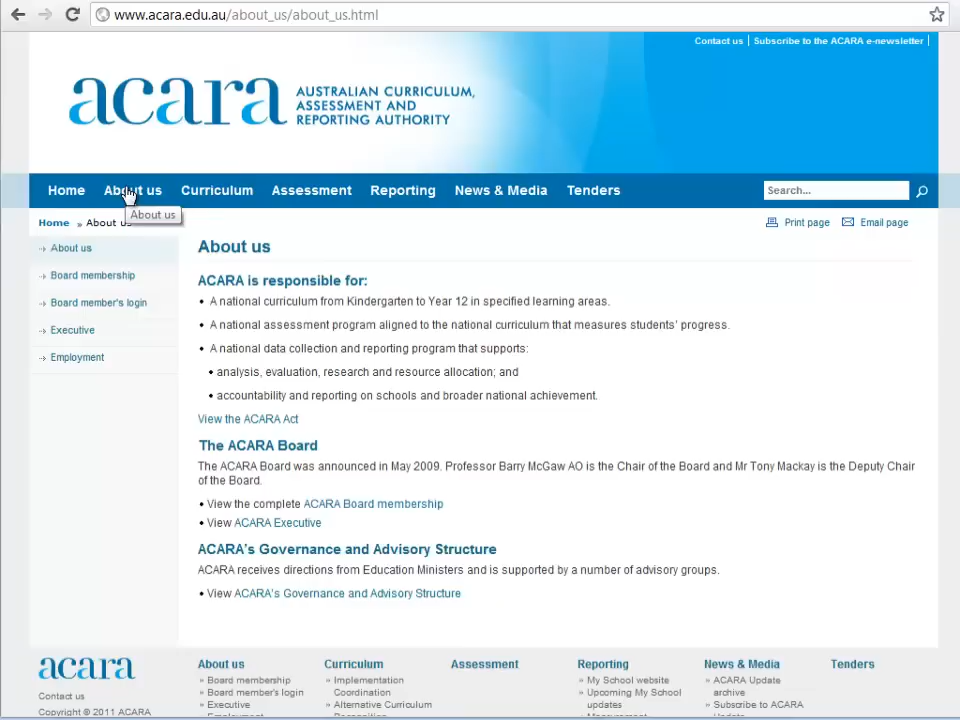 www.acara.edu.au/about_us/about_us.html
Contact us | Subscribe to the ACARA e-newsletter |
acara
AUSTRALIAN CURRICULUM,
ASSESSMENT AND
REPORTING AUTHORITY
Home About us Curriculum Assessment Reporting News & Media Tenders Search...
About us
Home » About us Print page Email page
About us
Board membership
Board member's login
Executive
Employment
About us
ACARA is responsible for:
• A national curriculum from Kindergarten to Year 12 in specified learning areas.
• A national assessment program aligned to the national curriculum that measures students' progress.
• A national data collection and reporting program that supports:
• analysis, evaluation, research and resource allocation; and
• accountability and reporting on schools and broader national achievement.
View the ACARA Act
The ACARA Board
The ACARA Board was announced in May 2009. Professor Barry McGaw AO is the Chair of the Board and Mr Tony Mackay is the Deputy Chair
of the Board.
• View the complete ACARA Board membership
• View ACARA Executive
ACARA's Governance and Advisory Structure
ACARA receives directions from Education Ministers and is supported by a number of advisory groups.
• View ACARA's Governance and Advisory Structure
acara
Contact us
Copyright © 2011 ACARA
About us
» Board membership
» Board member's login
» Executive
» Employment
Curriculum
» Implementation
Coordination
» Alternative Curriculum
Recognition
Assessment
Reporting
» My School website
» Upcoming My School
updates
» Measurement
News & Media
» ACARA Update
archive
» Subscribe to ACARA
Update
Tenders